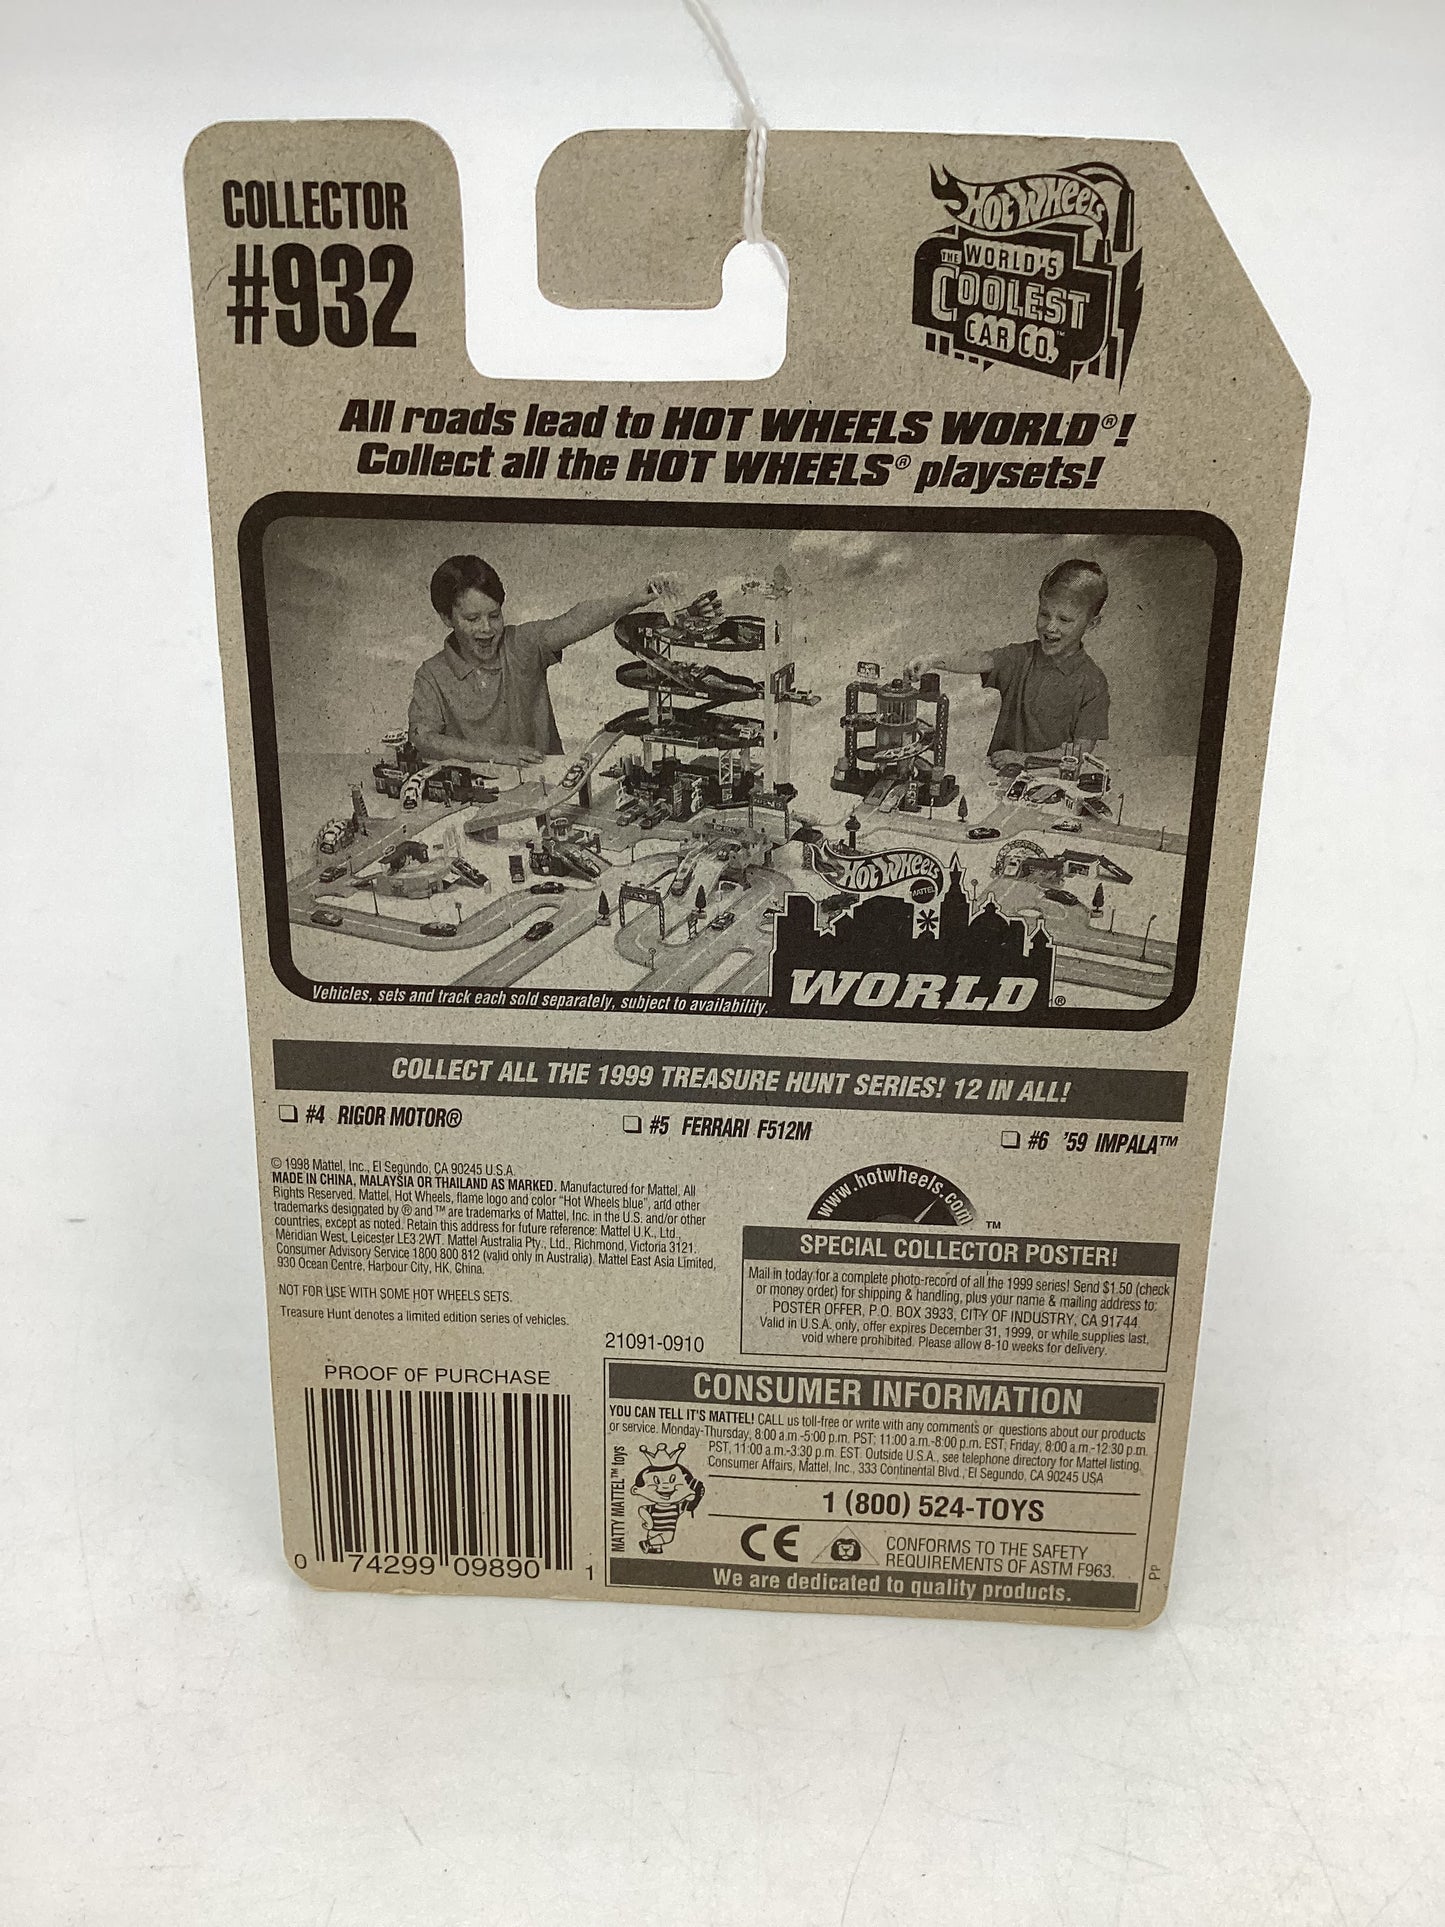 COLLECTOR
#932
HOT WHEELS
THE WORLD'S
COOLEST
CAR CO.™
All roads lead to HOT WHEELS WORLD®!
Collect all the HOT WHEELS® playsets!
HOT WHEELS
MATTEL
WORLD®
Vehicles, sets and track each sold separately, subject to availability.
COLLECT ALL THE 1999 TREASURE HUNT SERIES! 12 IN ALL!
#4 RIGOR MOTOR®
#5 FERRARI F512M
#6 '59 IMPALA™
© 1998 Mattel, Inc., El Segundo, CA 90245 U.S.A.
MADE IN CHINA, MALAYSIA OR THAILAND AS MARKED. Manufactured for Mattel. All
Rights Reserved. Mattel, Hot Wheels, flame logo and color "Hot Wheels blue", and other
trademarks designated by ® and ™ are trademarks of Mattel, Inc. in the U.S. and/or other
countries, except as noted. Retain this address for future reference: Mattel U.K., Ltd.,
Meridian West, Leicester LE3 2WT. Mattel Australia Pty., Ltd., Richmond, Victoria 3121.
Consumer Advisory Service 1800 800 812 (valid only in Australia). Mattel East Asia Limited,
930 Ocean Centre, Harbour City, HK, China.
NOT FOR USE WITH SOME HOT WHEELS SETS.
Treasure Hunt denotes a limited edition series of vehicles.
21091-0910
www.hotwheels.com
™
SPECIAL COLLECTOR POSTER!
Mail in today for a complete photo-record of all the 1999 series! Send $1.50 (check
or money order) for shipping & handling, plus your name & mailing address to:
POSTER OFFER, P.O. BOX 3933, CITY OF INDUSTRY, CA 91744
Valid in U.S.A. only, offer expires December 31, 1999, or while supplies last,
void where prohibited. Please allow 8-10 weeks for delivery.
PROOF OF PURCHASE
0 74299 09890 1
CONSUMER INFORMATION
YOU CAN TELL IT'S MATTEL! CALL us toll-free or write with any comments or questions about our products
or service. Monday-Thursday, 8:00 a.m.-5:00 p.m. PST; 11:00 a.m.-8:00 p.m. EST; Friday, 8:00 a.m.-12:30 p.m.
PST, 11:00 a.m.-3:30 p.m. EST. Outside U.S.A., see telephone directory for Mattel listing.
Consumer Affairs, Mattel, Inc., 333 Continental Blvd., El Segundo, CA 90245 USA
MATTY MATTEL™ toys
1 (800) 524-TOYS
CE
CONFORMS TO THE SAFETY
REQUIREMENTS OF ASTM F963.
We are dedicated to quality products.
PP